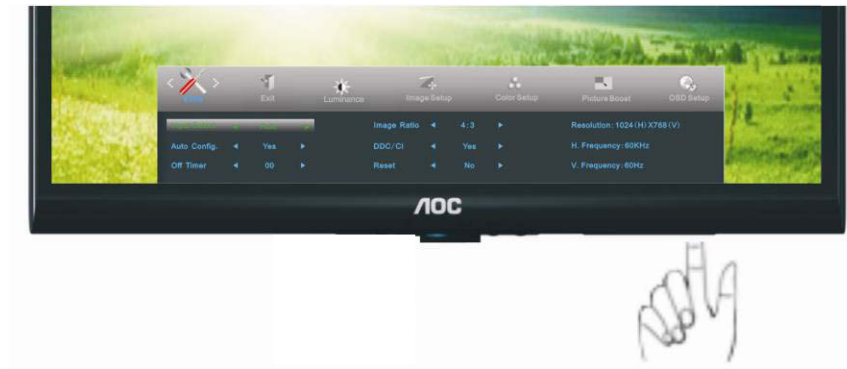 Exit
Luminance
Image Setup
Color Setup
Picture Boost
OSD Setup
Image Ratio 4:3
Resolution: 1024(H)X768(V)
Auto Config. Yes
DDC/CI Yes
H. Frequency: 60KHz
Off Timer 00
Reset No
V. Frequency: 60Hz
AOC